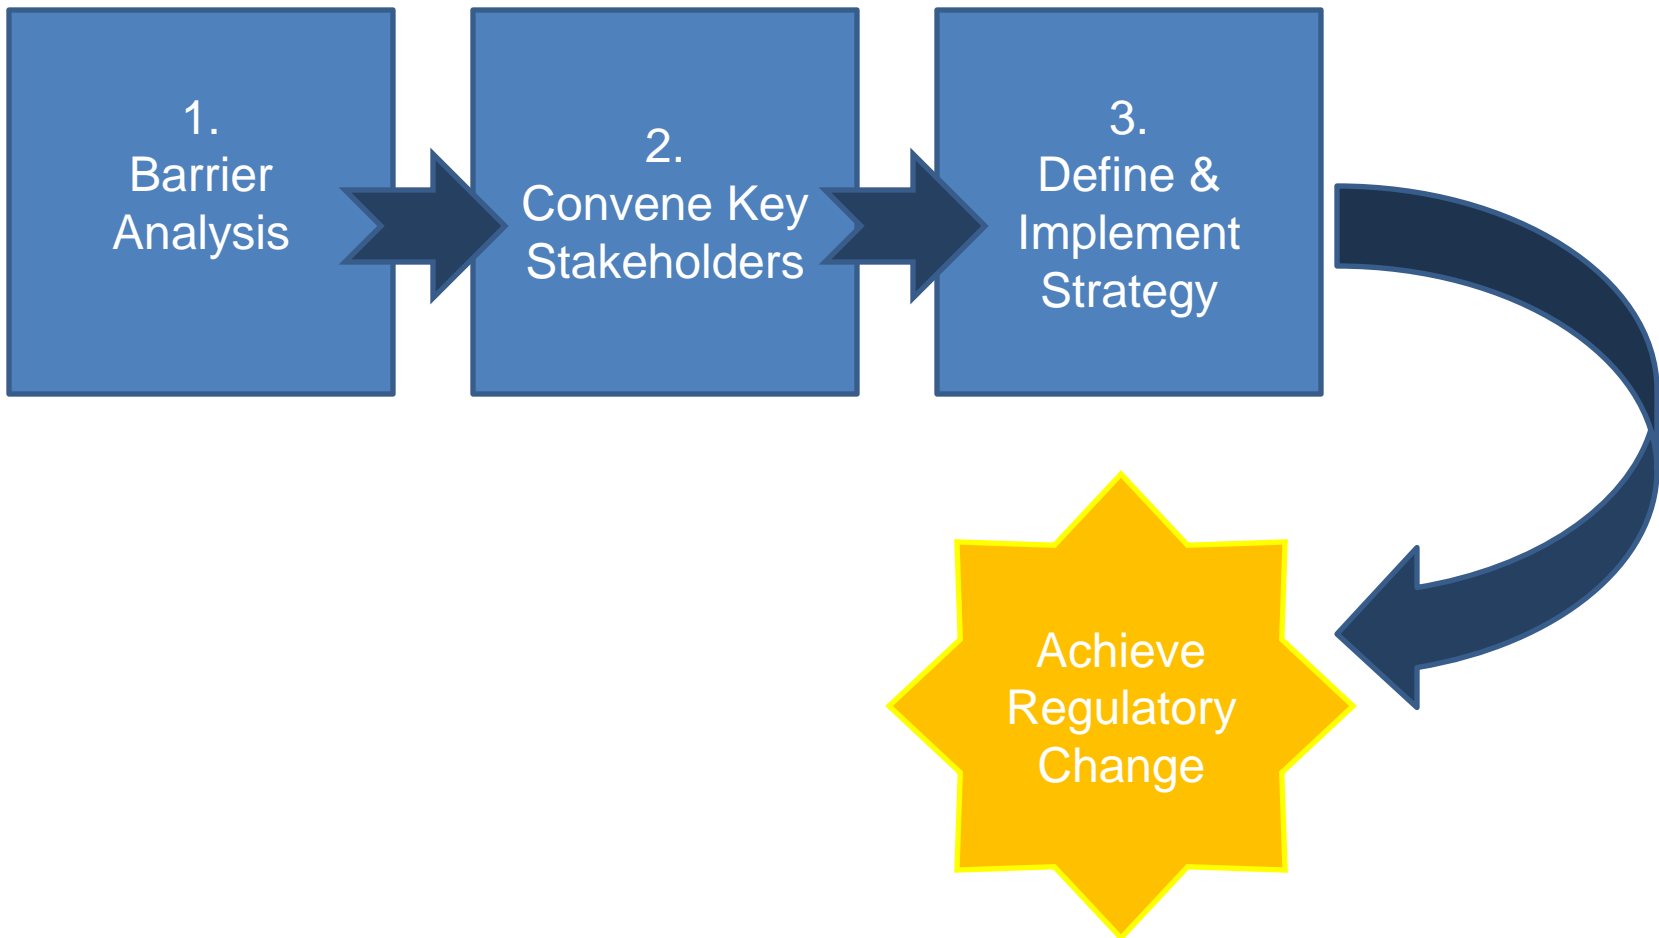 1.
Barrier
Analysis
2.
Convene Key
Stakeholders
3.
Define &
Implement
Strategy
Achieve
Regulatory
Change